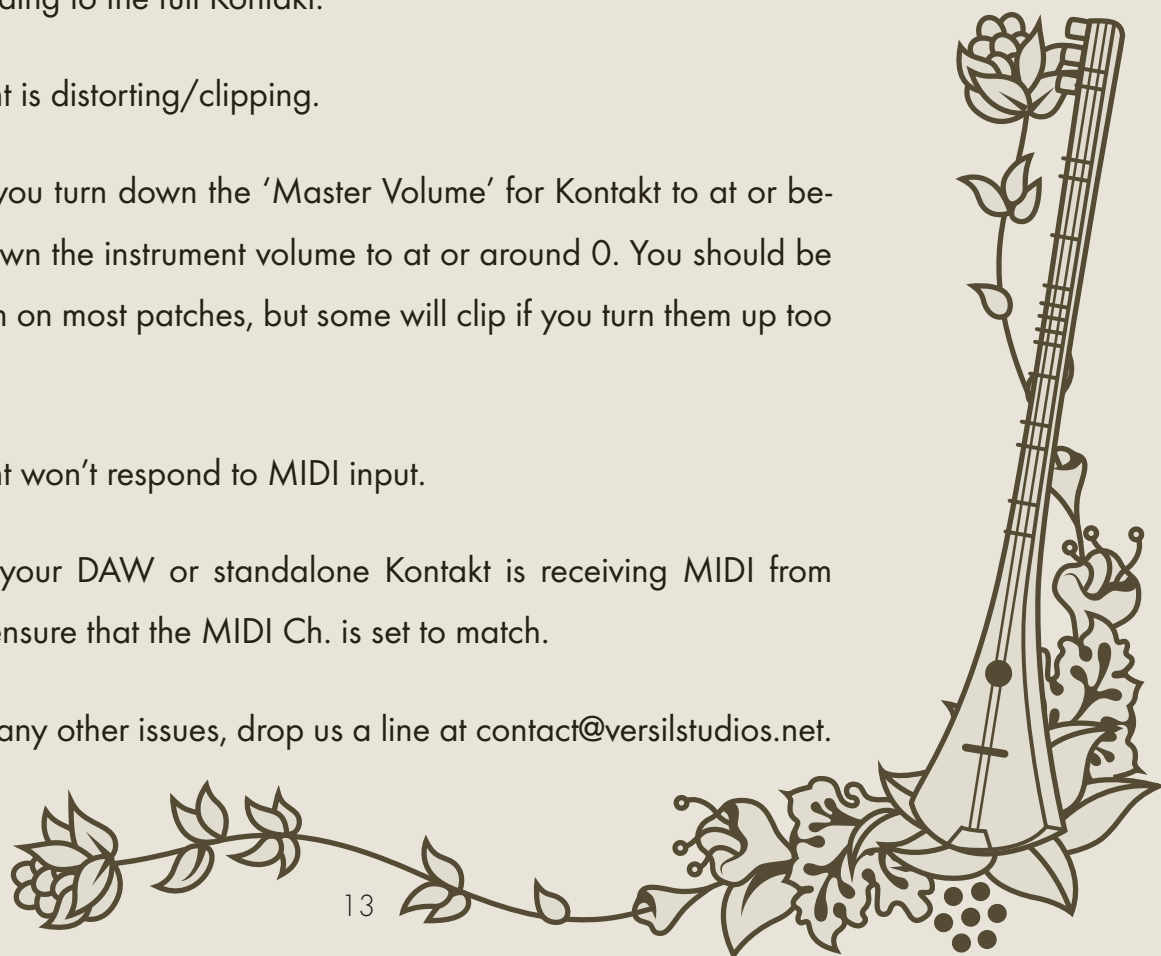 to the full Kontakt.
is distorting/clipping.
you turn down the ‘Master Volume’ for Kontakt to at or be-
the instrument volume to at or around 0. You should be
on most patches, but some will clip if you turn them up too
won’t respond to MIDI input.
your DAW or standalone Kontakt is receiving MIDI from
ensure that the MIDI Ch. is set to match.
any other issues, drop us a line at contact@versilstudios.net.
13